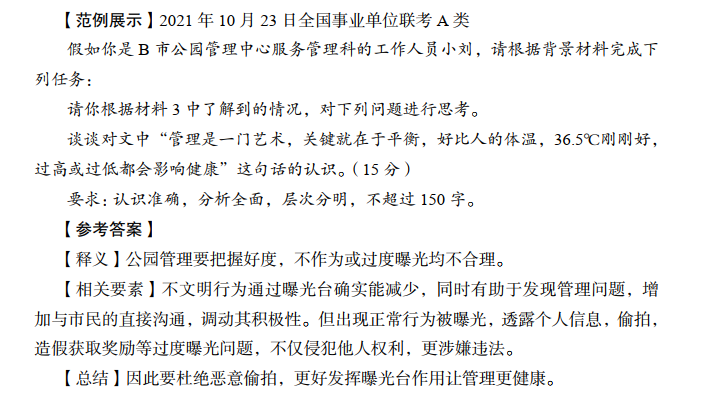 【范例展示】2021 年 10 月 23 日全国事业单位联考 A 类
假如你是 B 市公园管理中心服务管理科的工作人员小刘，请根据背景材料完成下
列任务：
请你根据材料 3 中了解到的情况，对下列问题进行思考。
谈谈对文中“管理是一门艺术，关键就在于平衡，好比人的体温，36.5℃刚刚好，
过高或过低都会影响健康”这句话的认识。（15 分）
要求：认识准确，分析全面，层次分明，不超过 150 字。
【参考答案】
【释义】公园管理要把握好度，不作为或过度曝光均不合理。
【相关要素】不文明行为通过曝光台确实能减少，同时有助于发现管理问题，增
加与市民的直接沟通，调动其积极性。但出现正常行为被曝光，透露个人信息，偷拍，
造假获取奖励等过度曝光问题，不仅侵犯他人权利，更涉嫌违法。
【总结】因此要杜绝恶意偷拍，更好发挥曝光台作用让管理更健康。